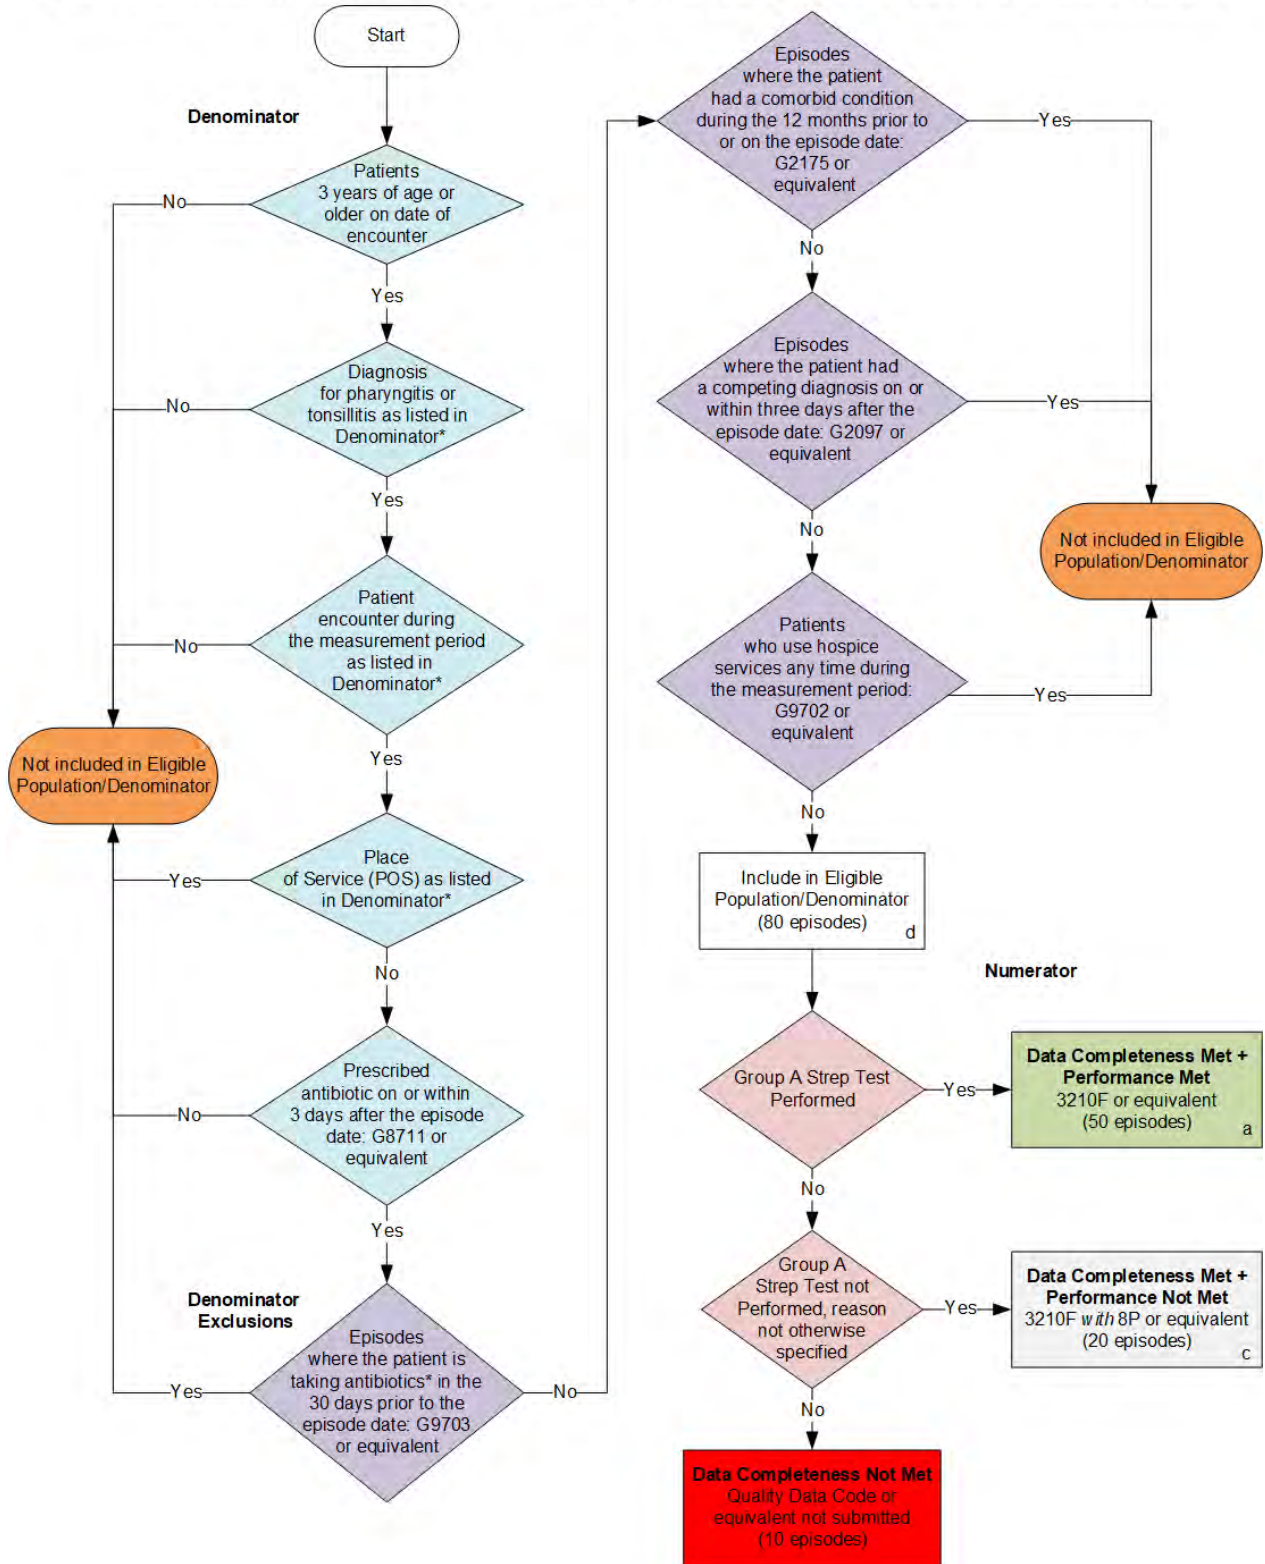 Start
Denominator
Patients
3 years of age or
older on date of
encounter
No
Yes
Diagnosis
for pharyngitis or
tonsillitis as listed in
Denominator*
No
Yes
Patient
encounter during
the measurement period
as listed in
Denominator*
No
Yes
Not included in Eligible
Population/Denominator
Place
of Service (POS) as listed
in Denominator*
Yes
No
Prescribed
antibiotic on or within
3 days after the episode
date: G8711 or
equivalent
No
Yes
Denominator
Exclusions
Episodes
where the patient is
taking antibiotics* in the
30 days prior to the
episode date: G9703
or equivalent
Yes
No
Episodes
where the patient
had a comorbid condition
during the 12 months prior to
or on the episode date:
G2175 or
equivalent
Yes
No
Episodes
where the patient had
a competing diagnosis on or
within three days after the
episode date: G2097 or
equivalent
Yes
No
Not included in Eligible
Population/Denominator
Patients
who use hospice
services any time during
the measurement period:
G9702 or
equivalent
Yes
No
Include in Eligible
Population/Denominator
(80 episodes)
d
Numerator
Group A Strep Test
Performed
Yes
Data Completeness Met +
Performance Met
3210F or equivalent
(50 episodes)
a
No
Group A
Strep Test not
Performed, reason
not otherwise
specified
Yes
Data Completeness Met +
Performance Not Met
3210F with 8P or equivalent
(20 episodes)
c
No
Data Completeness Not Met
Quality Data Code or
equivalent not submitted
(10 episodes)